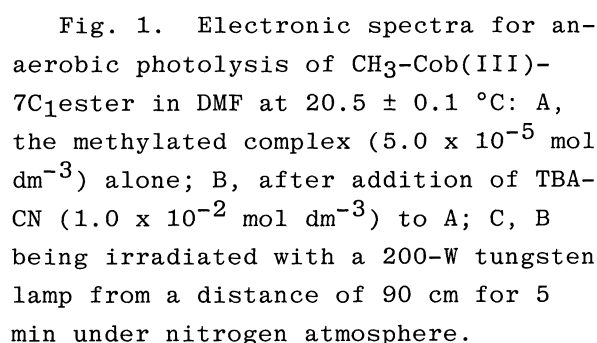 Fig. 1. Electronic spectra for an-
aerobic photolysis of CH₃-Cob(III)-
7C₁ester in DMF at 20.5 ± 0.1 °C: A,
the methylated complex (5.0 x 10⁻⁵ mol
dm⁻³) alone; B, after addition of TBA-
CN (1.0 x 10⁻² mol dm⁻³) to A; C, B
being irradiated with a 200-W tungsten
lamp from a distance of 90 cm for 5
min under nitrogen atmosphere.